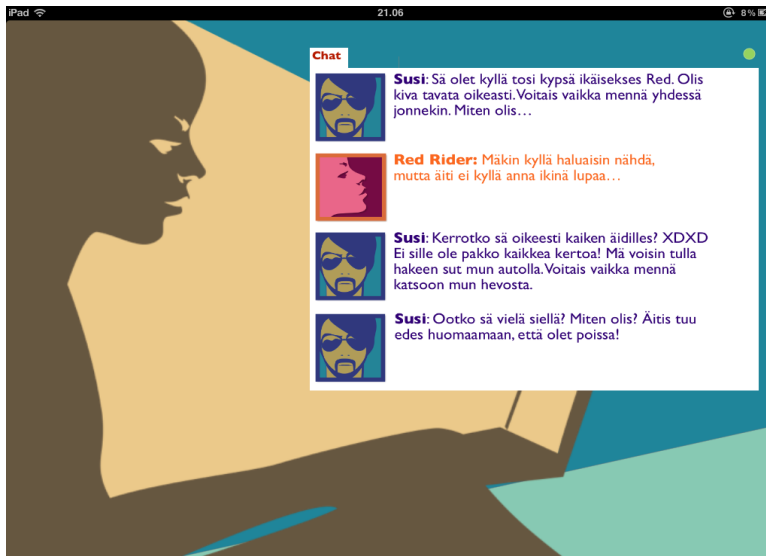 iPad 21.06 8%
Chat
Susi: Sä olet kyllä tosi kypsä ikäisekses Red. Olis
kiva tavata oikeasti. Voitais vaikka mennä yhdessä
jonnekin. Miten olis…
Red Rider: Mäkin kyllä haluaisin nähdä,
mutta äiti ei kyllä anna ikinä lupaa…
Susi: Kerrotko sä oikeesti kaiken äidilles? XDXD
Ei sille ole pakko kaikkea kertoa! Mä voisin tulla
hakeen sut mun autolla. Voitais vaikka mennä
katsoon mun hevosta.
Susi: Ootko sä vielä siellä? Miten olis? Äitis tuu
edes huomaamaan, että olet poissa!